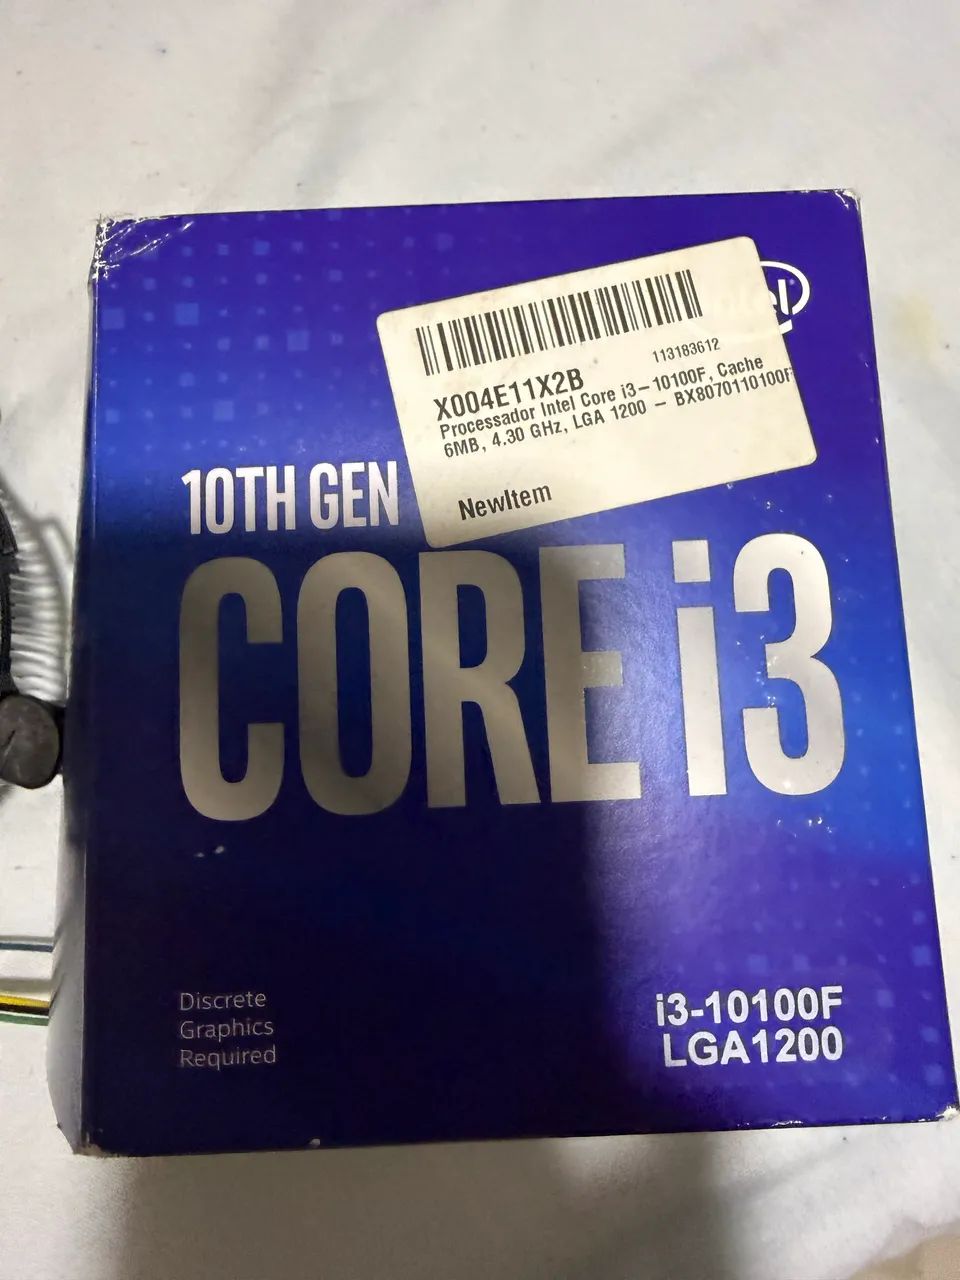 113183612
X004E11X2B
Processador Intel Core i3-10100F, Cache
6MB, 4.30 GHz, LGA 1200 - BX8070110100F
NewItem
10TH GEN
CORE i3
Discrete
Graphics
Required
i3-10100F
LGA1200